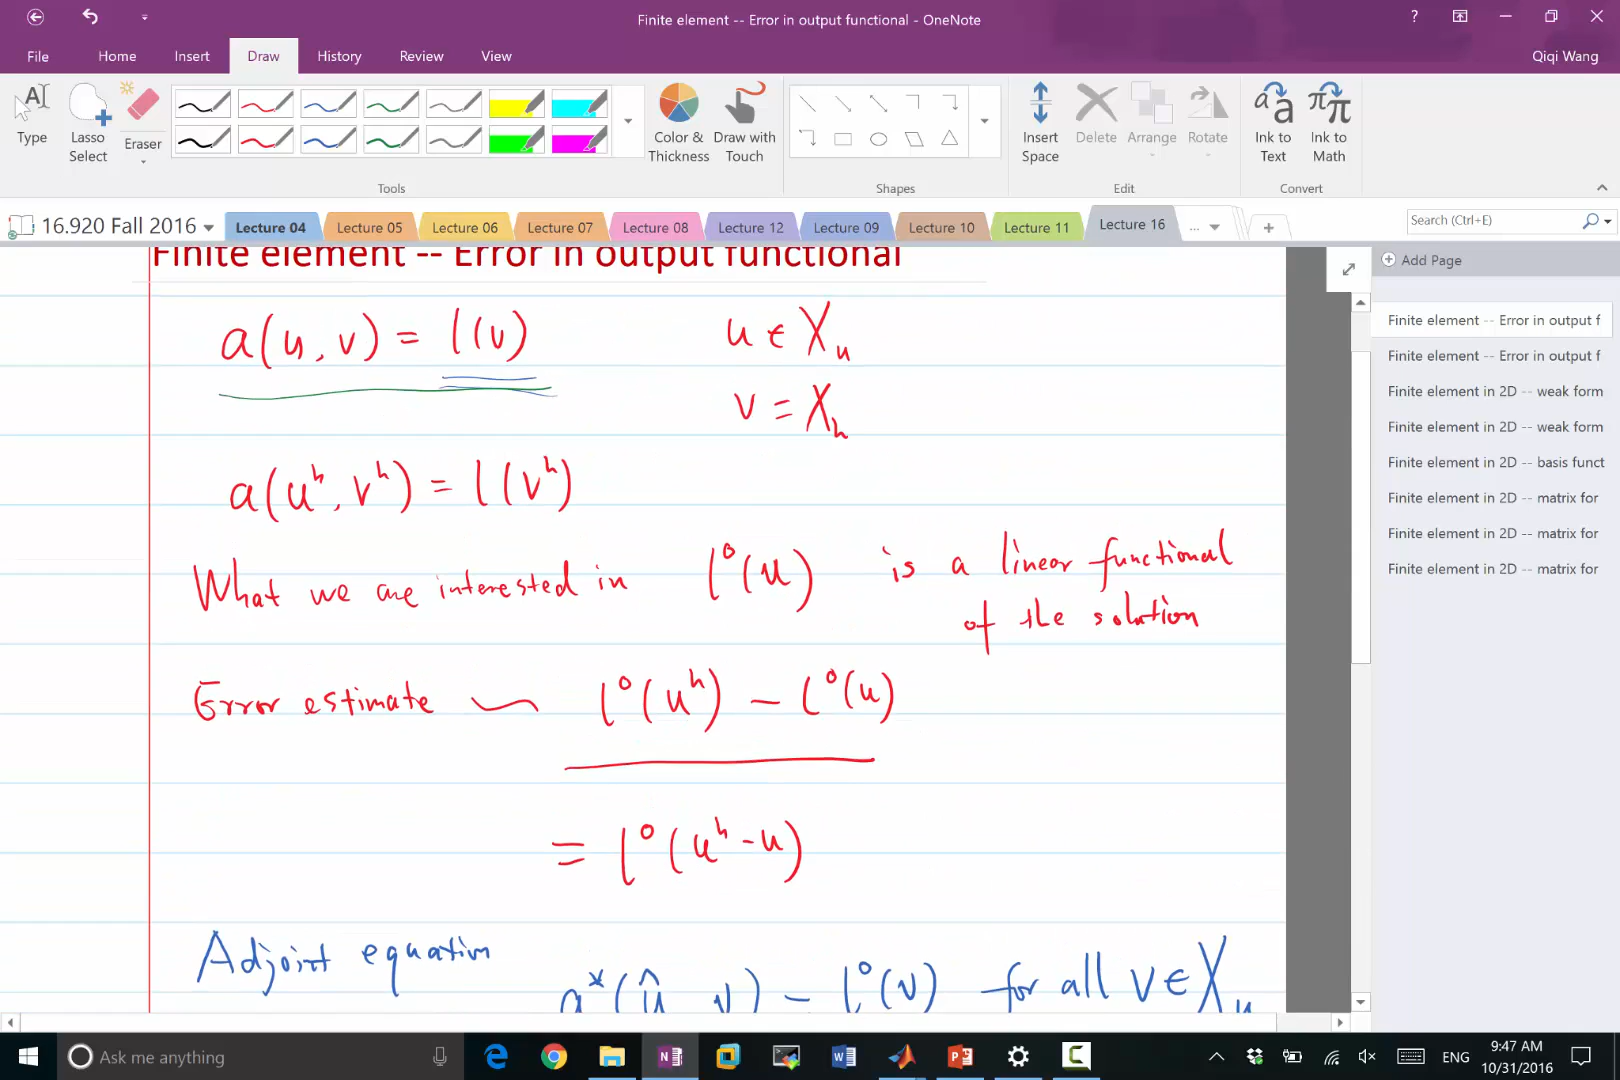 Finite element -- Error in output functional - OneNote
?
File Home Insert Draw History Review View
Qiqi Wang
Type
Lasso Select
Eraser
Color & Thickness
Draw with Touch
Insert Space
Delete
Arrange
Rotate
Ink to Text
Ink to Math
Tools Shapes Edit Convert
16.920 Fall 2016 Lecture 04 Lecture 05 Lecture 06 Lecture 07 Lecture 08 Lecture 12 Lecture 09 Lecture 10 Lecture 11 Lecture 16 ... +
Search (Ctrl+E)
Add Page
Finite element -- Error in output f
Finite element -- Error in output f
Finite element in 2D -- weak form
Finite element in 2D -- weak form
Finite element in 2D -- basis funct
Finite element in 2D -- matrix for
Finite element in 2D -- matrix for
Finite element in 2D -- matrix for
Finite element -- Error in output functional
a(u, v) = l(v) u ∈ X_u
v = X_h
a(u^h, v^h) = l(v^h)
What we are interested in l^o(u) is a linear functional
of the solution
Error estimate ~ l^o(u^h) - l^o(u)
= l^o(u^h - u)
Adjoint equation
a*(û, v) = l^o(v) for all v ∈ X_u
Ask me anything
ENG
9:47 AM
10/31/2016